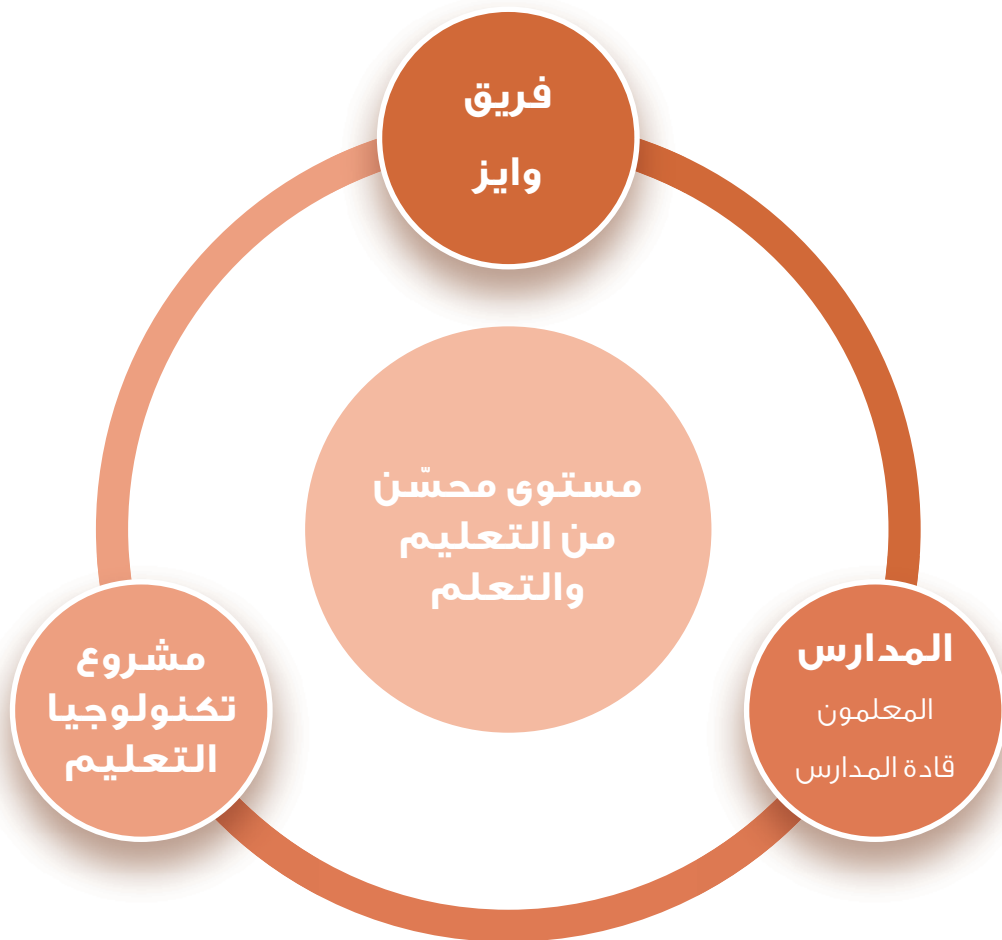 فريق
وايز
مستوى محسّن
من التعليم
والتعلم
المدارس
المعلمون
قادة المدارس
مشروع
تكنولوجيا
التعليم